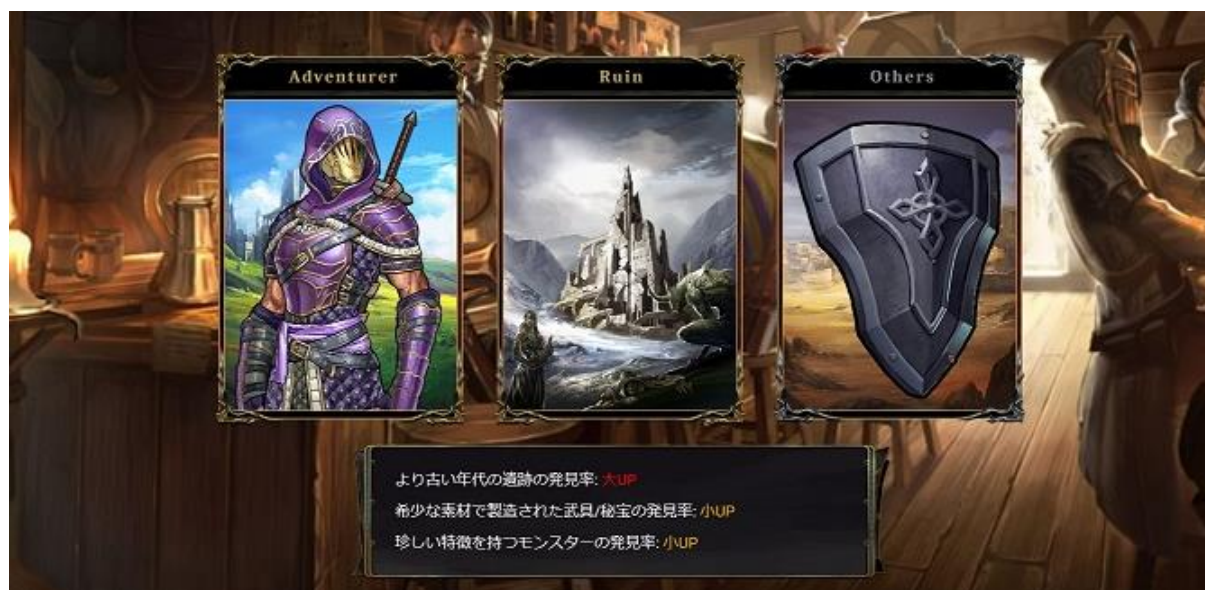 Adventurer
Ruin
Others
より古い年代の遺跡の発見率: 大UP
希少な素材で製造された武具/秘宝の発見率: 小UP
珍しい特徴を持つモンスターの発見率: 小UP